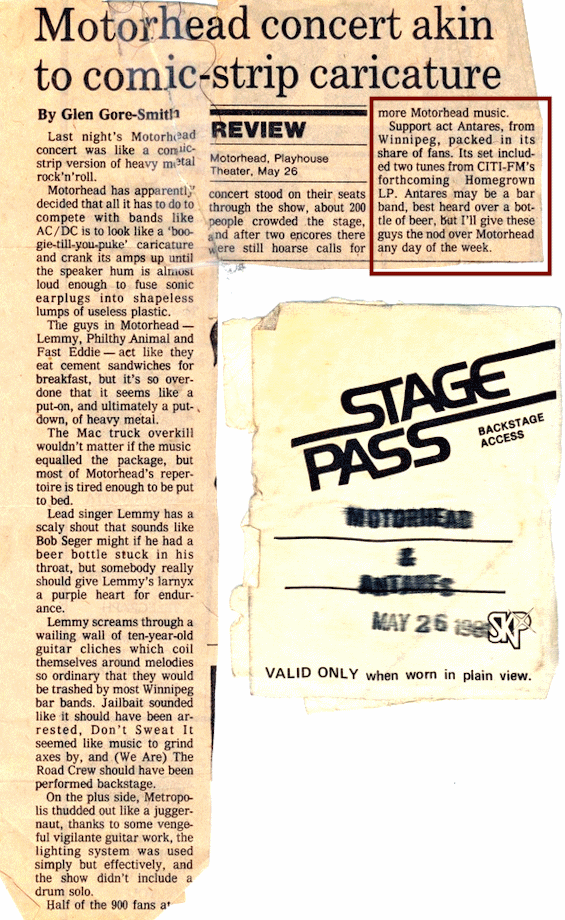 Motorhead concert akin
to comic-strip caricature
By Glen Gore-Smith
Last night's Motorhead
concert was like a comic-
strip version of heavy metal
rock'n'roll.
Motorhead has apparently
decided that all it has to do to
compete with bands like
AC/DC is to look like a 'boo-
gie-till-you-puke' caricature
and crank its amps up until
the speaker hum is almost
loud enough to fuse sonic
earplugs into shapeless
lumps of useless plastic.
The guys in Motorhead —
Lemmy, Philthy Animal and
Fast Eddie — act like they
eat cement sandwiches for
breakfast, but it's so over-
done that it seems like a
put-on, and ultimately a put-
down, of heavy metal.
The Mac truck overkill
wouldn't matter if the music
equalled the package, but
most of Motorhead's reper-
toire is tired enough to be put
to bed.
Lead singer Lemmy has a
scaly shout that sounds like
Bob Seger might if he had a
beer bottle stuck in his
throat, but somebody really
should give Lemmy's larnyx
a purple heart for endur-
ance.
Lemmy screams through a
wailing wall of ten-year-old
guitar cliches which coil
themselves around melodies
so ordinary that they would
be trashed by most Winnipeg
bar bands. Jailbait sounded
like it should have been ar-
rested, Don't Sweat It
seemed like music to grind
axes by, and (We Are) The
Road Crew should have been
performed backstage.
On the plus side, Metropo-
lis thudded out like a jugger-
naut, thanks to some venge-
ful vigilante guitar work, the
lighting system was used
simply but effectively, and
the show didn't include a
drum solo.
Half of the 900 fans at
REVIEW
Motorhead, Playhouse
Theater, May 26
concert stood on their seats
through the show, about 200
people crowded the stage,
and after two encores there
were still hoarse calls for
more Motorhead music.
Support act Antares, from
Winnipeg, packed in its
share of fans. Its set includ-
ed two tunes from CITI-FM's
forthcoming Homegrown
LP. Antares may be a bar
band, best heard over a bot-
tle of beer, but I'll give these
guys the nod over Motorhead
any day of the week.
STAGE
PASS
BACKSTAGE
ACCESS
MOTORHEAD
&
ANTARES
MAY 26
SKP
VALID ONLY when worn in plain view.